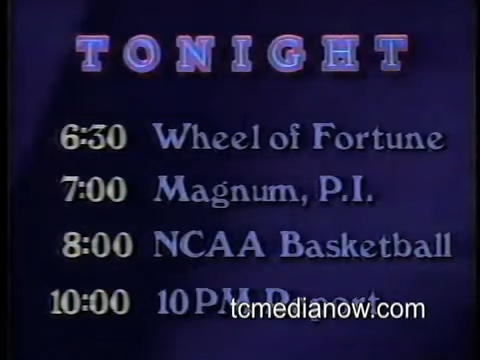 TONIGHT
6:30 Wheel of Fortune
7:00 Magnum, P.I.
8:00 NCAA Basketball
10:00 10 PM Report
tcmedianow.com